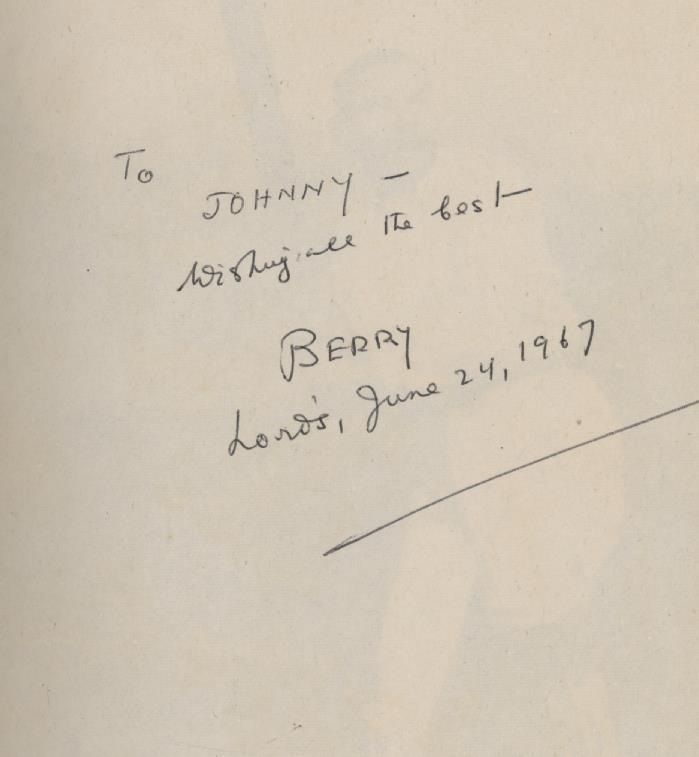 To
JOHNNY —
Wishing all the best
BERRY
Lord's, June 24, 1967